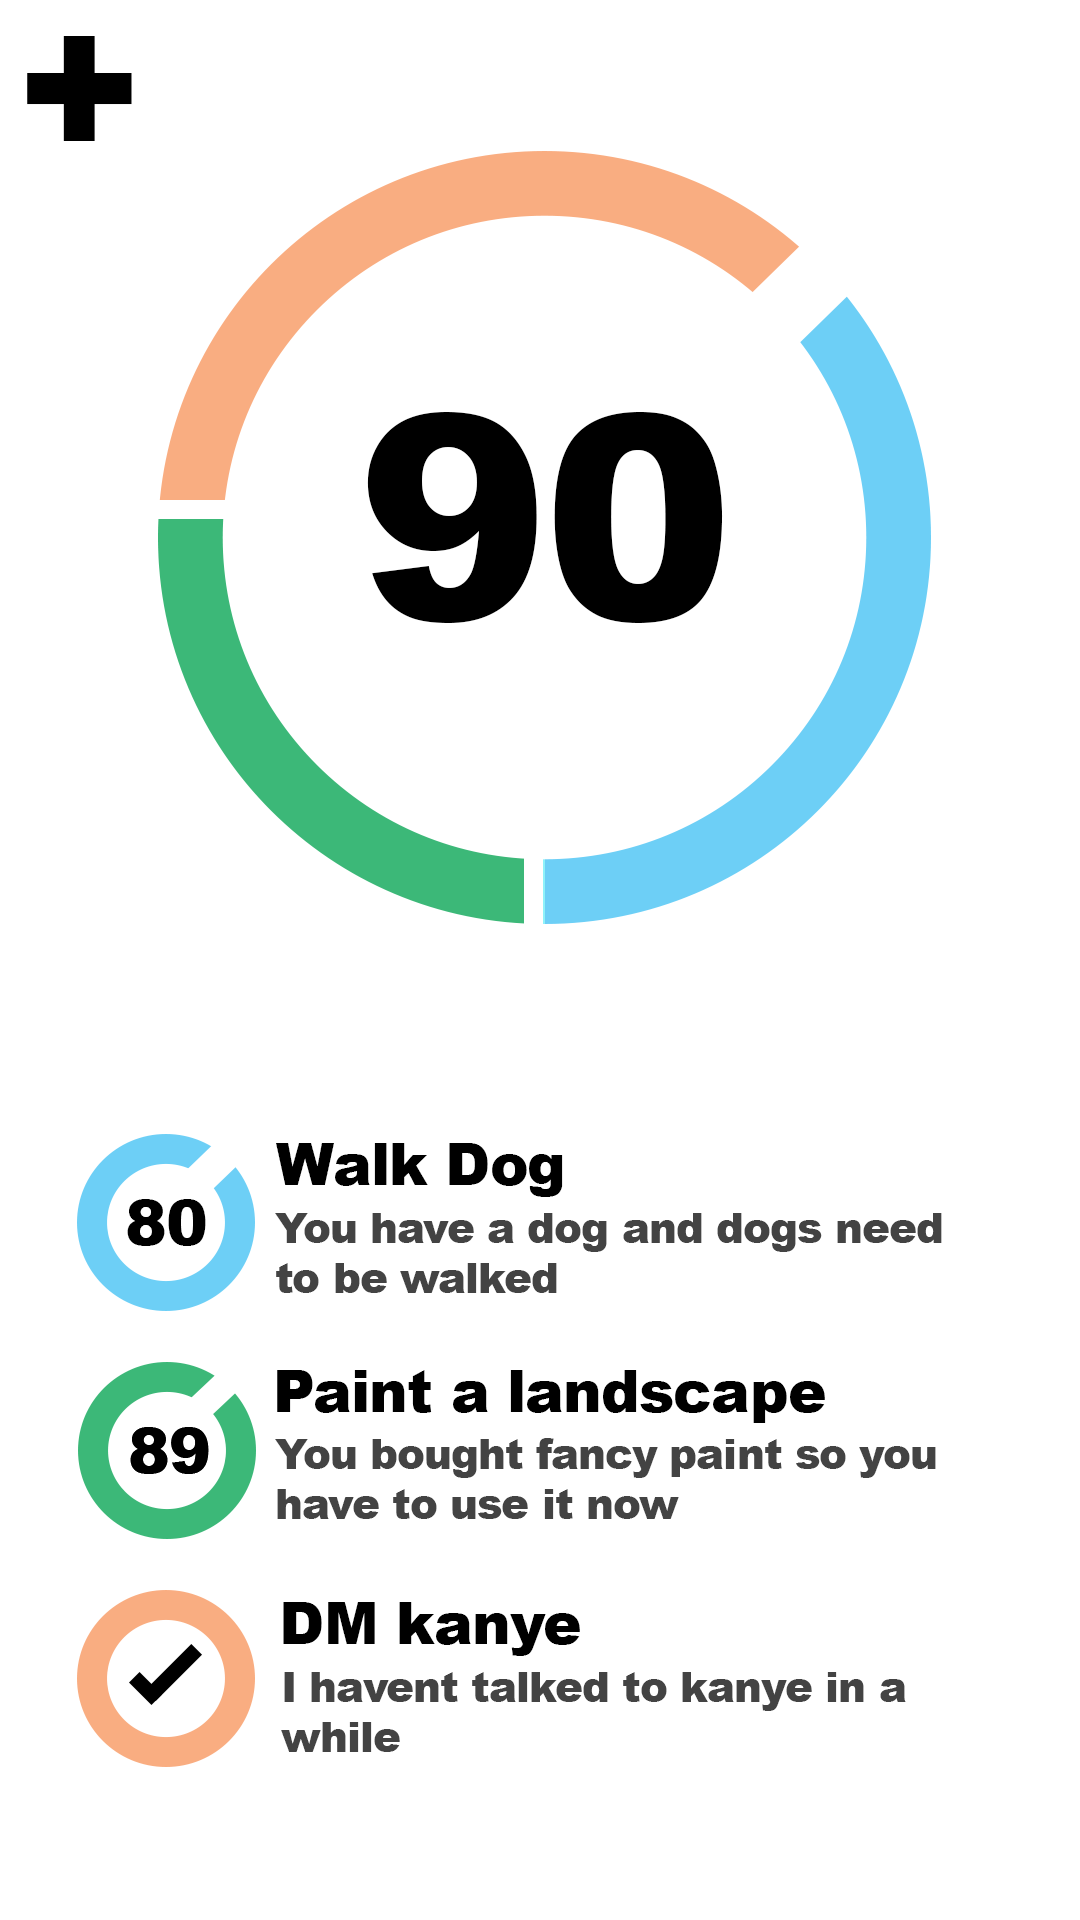 90
80
Walk Dog
You have a dog and dogs need
to be walked
89
Paint a landscape
You bought fancy paint so you
have to use it now
DM kanye
I havent talked to kanye in a
while